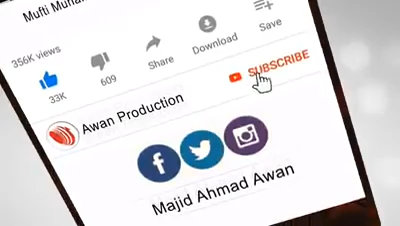 Mufti Muha
356K views
33K
609
Share
Download
Save
Awan Production
SUBSCRIBE
Majid Ahmad Awan